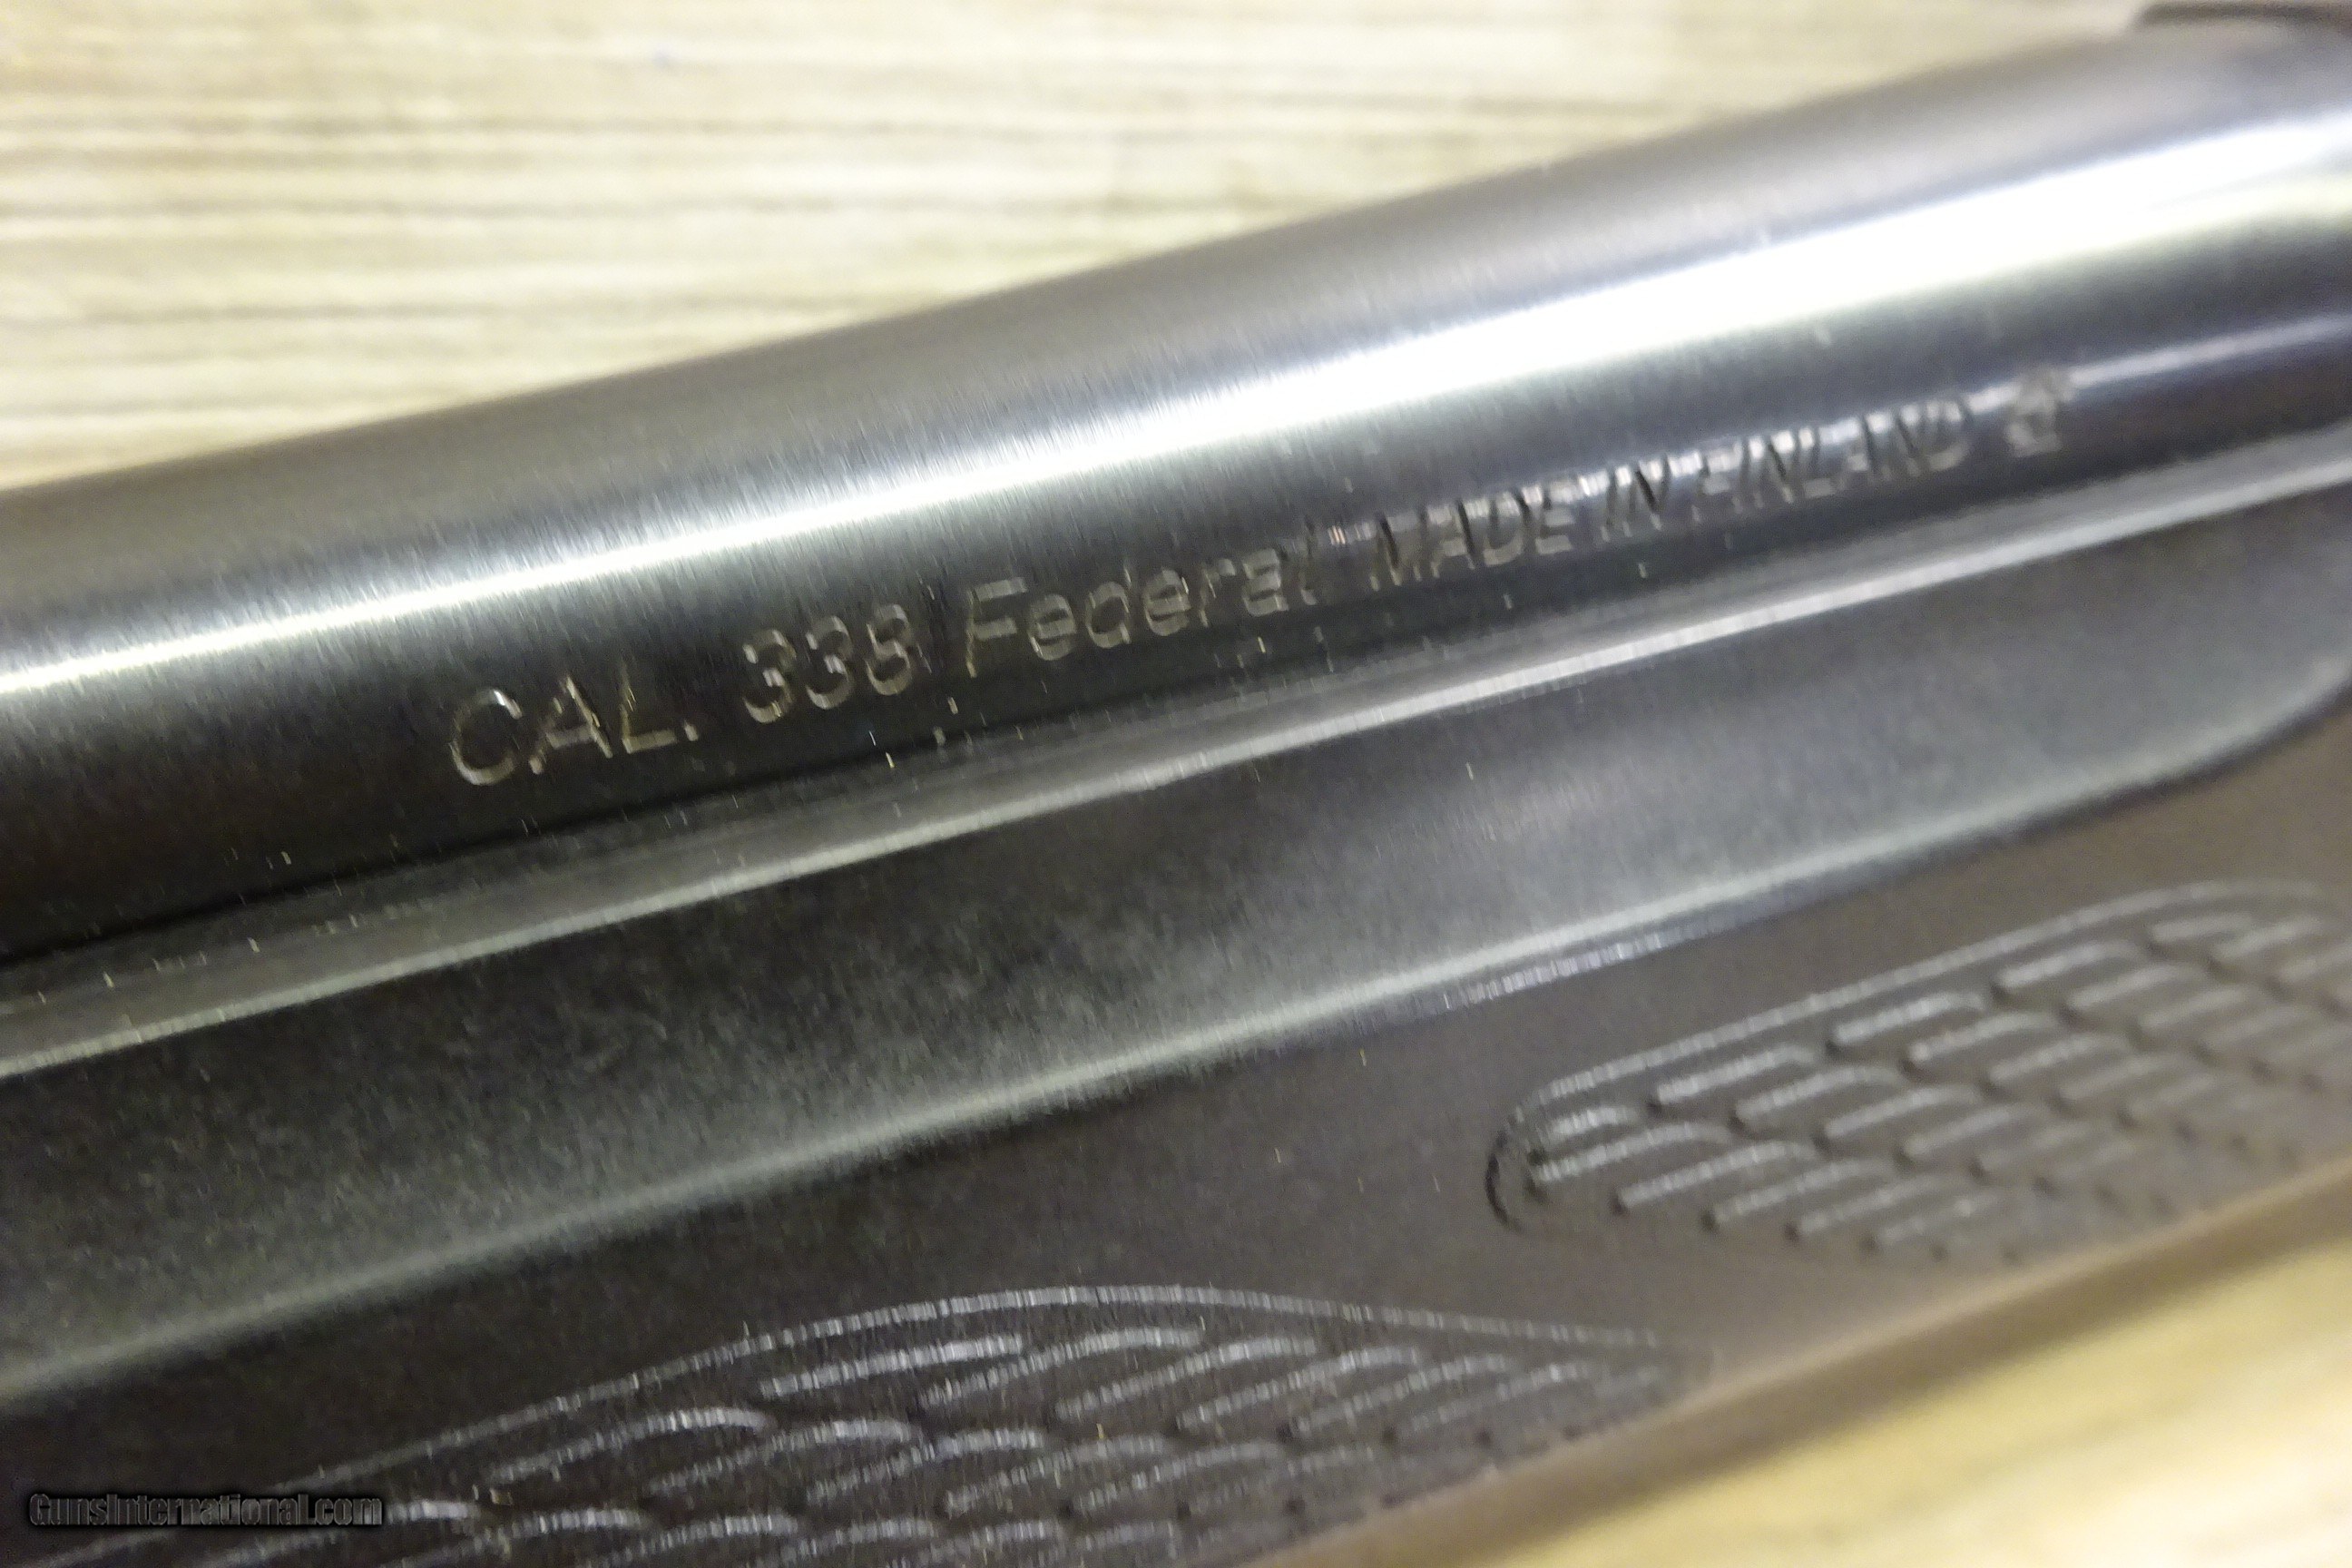 CAL. 338 Federal MADE IN FINLAND
GunsInternational.com